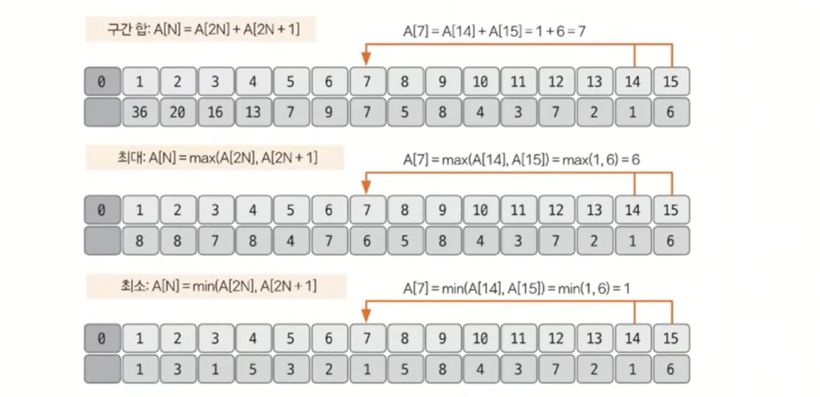 구간 합: A[N] = A[2N] + A[2N + 1]
A[7] = A[14] + A[15] = 1 + 6 = 7
0 1 2 3 4 5 6 7 8 9 10 11 12 13 14 15
36 20 16 13 7 9 7 5 8 4 3 7 2 1 6
최대: A[N] = max(A[2N], A[2N + 1]
A[7] = max(A[14], A[15]) = max(1, 6) = 6
0 1 2 3 4 5 6 7 8 9 10 11 12 13 14 15
8 8 7 8 4 7 6 5 8 4 3 7 2 1 6
최소: A[N] = min(A[2N], A[2N + 1]
A[7] = min(A[14], A[15]) = min(1, 6) = 1
0 1 2 3 4 5 6 7 8 9 10 11 12 13 14 15
1 3 1 5 3 2 1 5 8 4 3 7 2 1 6